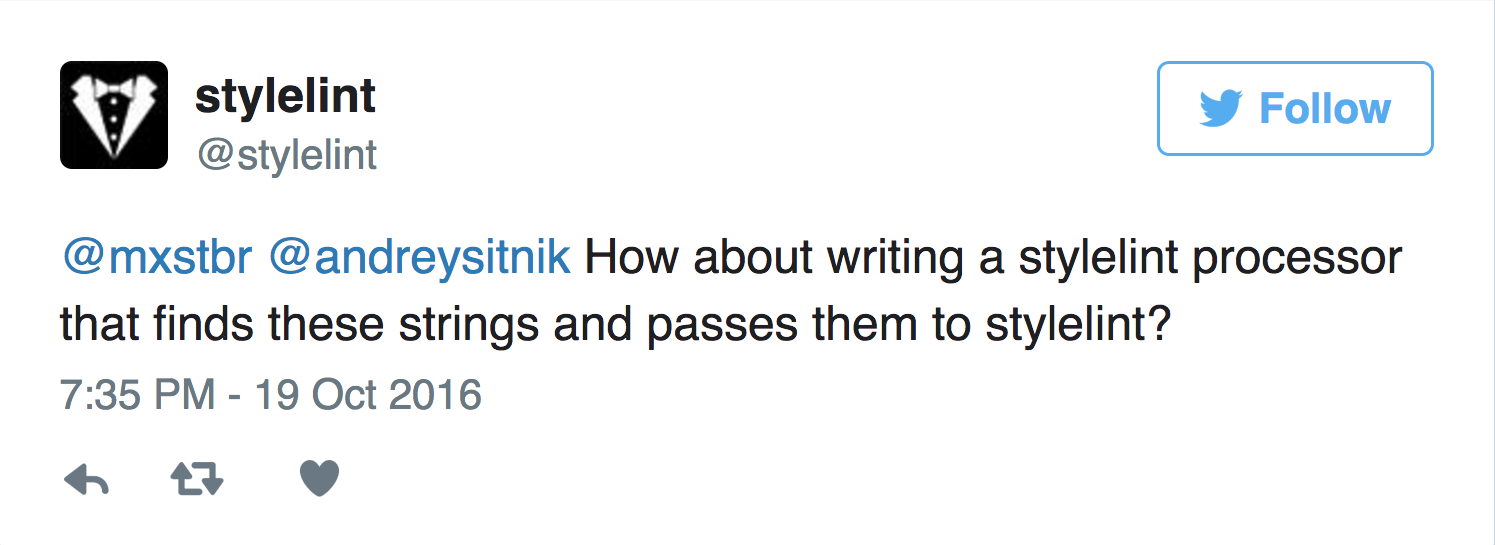 stylelint
@stylelint
Follow
@mxstbr @andreysitnik How about writing a stylelint processor
that finds these strings and passes them to stylelint?
7:35 PM - 19 Oct 2016